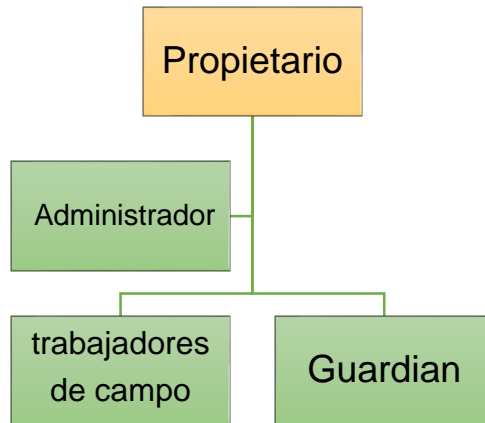 Propietario
Administrador
trabajadores
de campo
Guardian